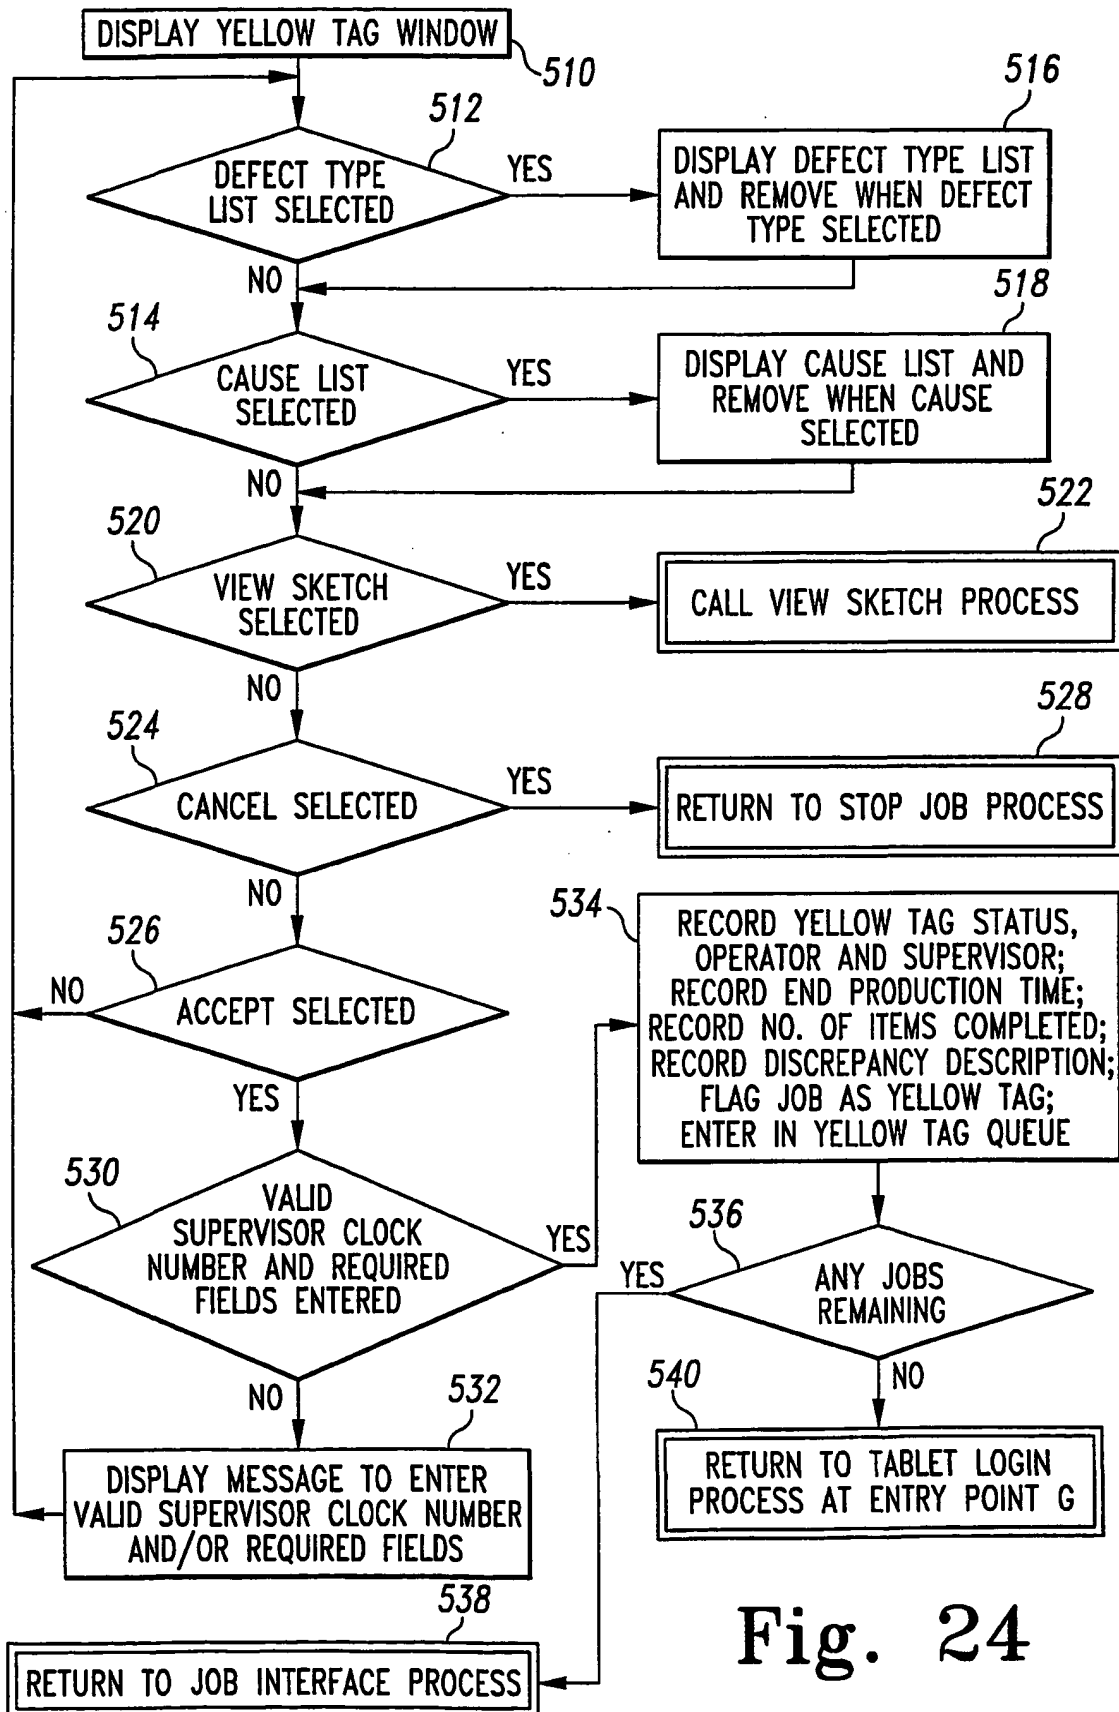 DISPLAY YELLOW TAG WINDOW
510
512
DEFECT TYPE
LIST SELECTED
YES
516
DISPLAY DEFECT TYPE LIST
AND REMOVE WHEN DEFECT
TYPE SELECTED
NO
514
CAUSE LIST
SELECTED
YES
518
DISPLAY CAUSE LIST AND
REMOVE WHEN CAUSE
SELECTED
NO
520
VIEW SKETCH
SELECTED
YES
522
CALL VIEW SKETCH PROCESS
NO
524
CANCEL SELECTED
YES
528
RETURN TO STOP JOB PROCESS
NO
526
ACCEPT SELECTED
NO
YES
530
VALID
SUPERVISOR CLOCK
NUMBER AND REQUIRED
FIELDS ENTERED
YES
534
RECORD YELLOW TAG STATUS,
OPERATOR AND SUPERVISOR;
RECORD END PRODUCTION TIME;
RECORD NO. OF ITEMS COMPLETED;
RECORD DISCREPANCY DESCRIPTION;
FLAG JOB AS YELLOW TAG;
ENTER IN YELLOW TAG QUEUE
536
ANY JOBS
REMAINING
YES
NO
540
RETURN TO TABLET LOGIN
PROCESS AT ENTRY POINT G
NO
532
DISPLAY MESSAGE TO ENTER
VALID SUPERVISOR CLOCK NUMBER
AND/OR REQUIRED FIELDS
538
RETURN TO JOB INTERFACE PROCESS
Fig. 24